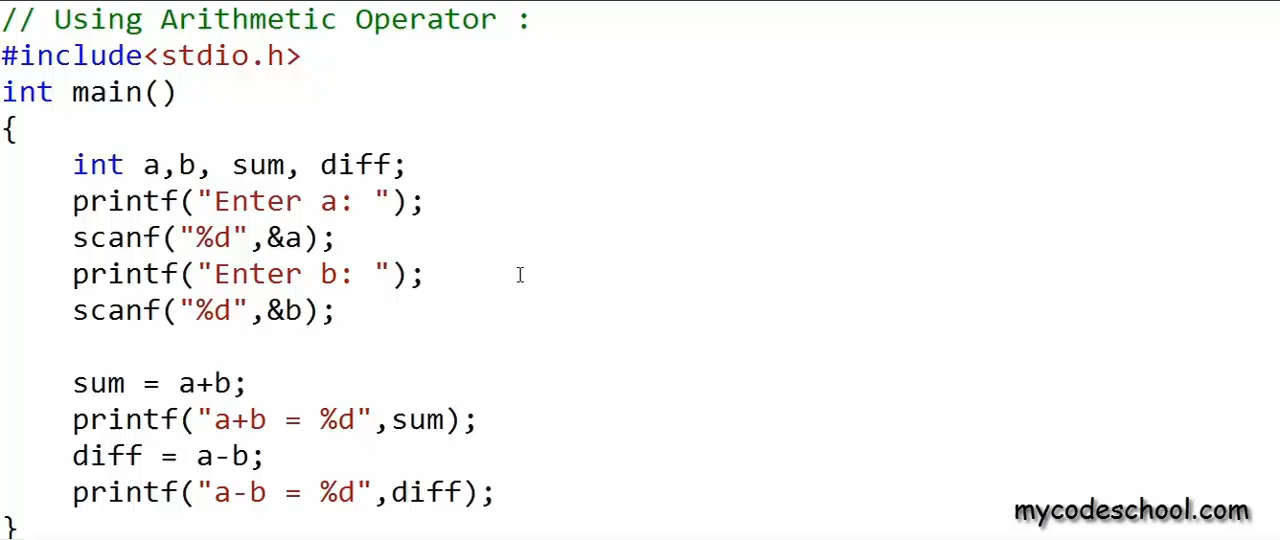 // Using Arithmetic Operator :
#include<stdio.h>
int main()
{
    int a,b, sum, diff;
    printf("Enter a: ");
    scanf("%d",&a);
    printf("Enter b: ");
    scanf("%d",&b);

    sum = a+b;
    printf("a+b = %d",sum);
    diff = a-b;
    printf("a-b = %d",diff);
}
mycodeschool.com